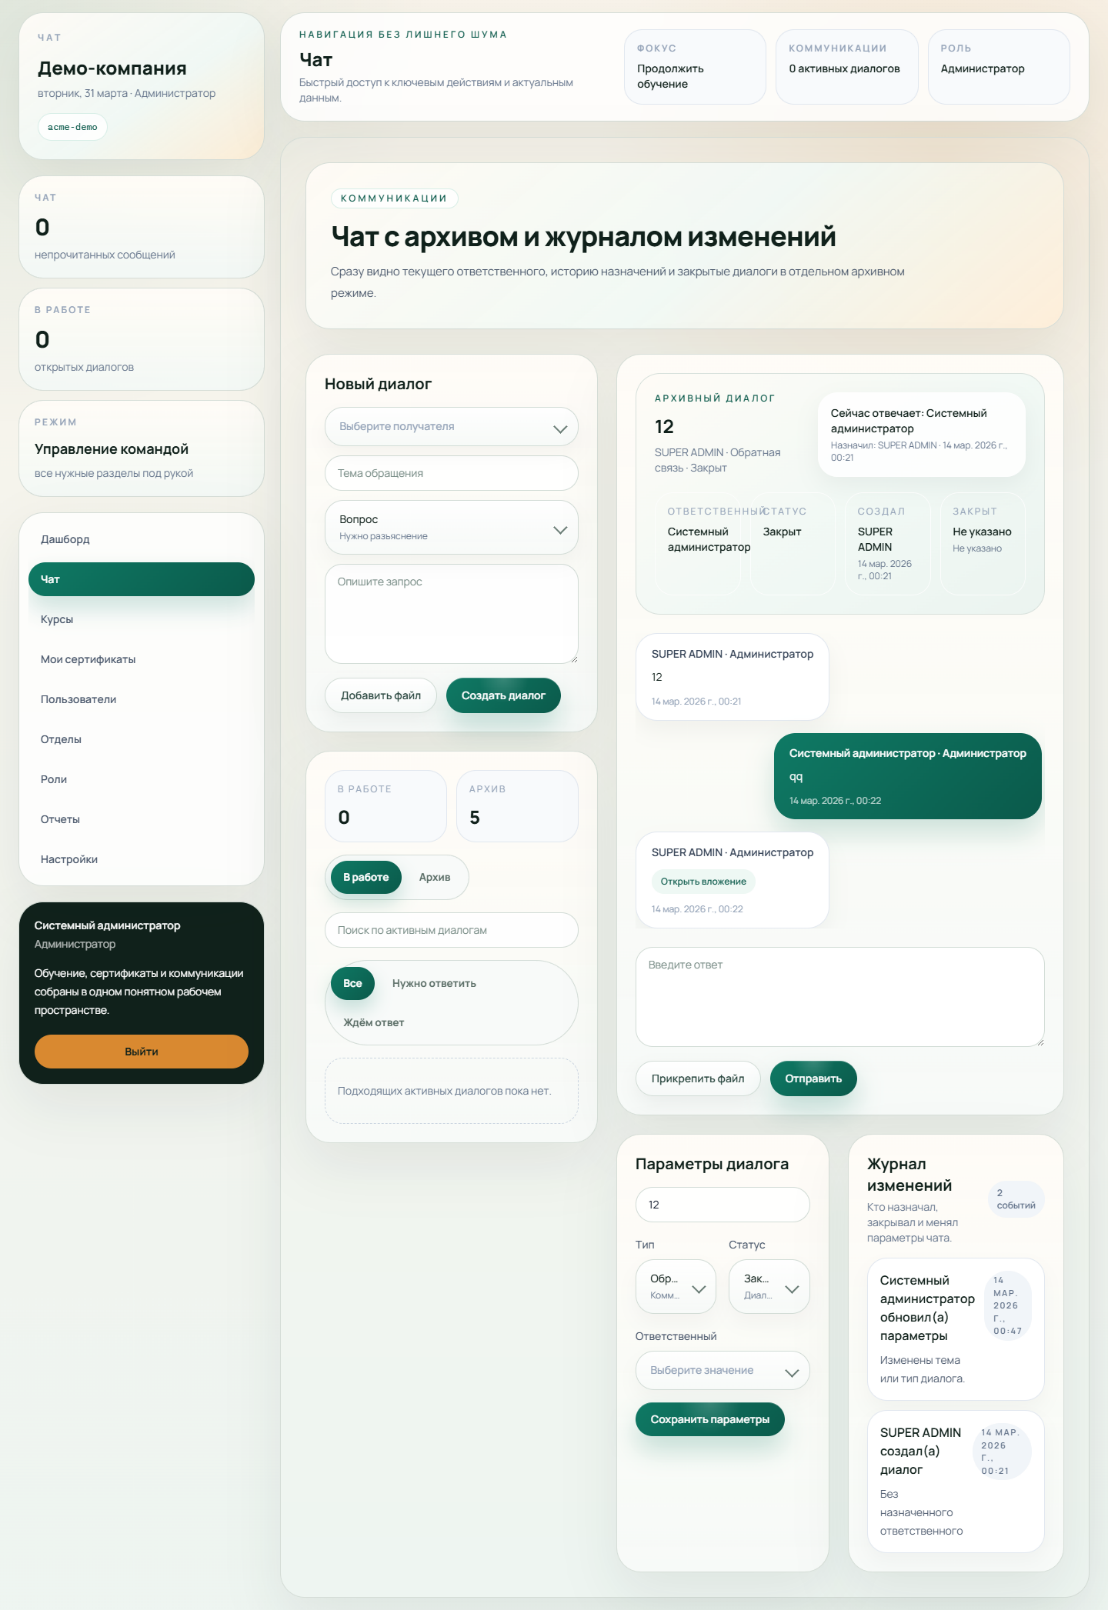 ЧАТ
Демо-компания
вторник, 31 марта · Администратор
acme-demo
ЧАТ
0
непрочитанных сообщений
В РАБОТЕ
0
открытых диалогов
РЕЖИМ
Управление командой
все нужные разделы под рукой
Дашборд
Чат
Курсы
Мои сертификаты
Пользователи
Отделы
Роли
Отчеты
Настройки
Системный администратор
Администратор
Обучение, сертификаты и коммуникации
собраны в одном понятном рабочем
пространстве.
Выйти
НАВИГАЦИЯ БЕЗ ЛИШНЕГО ШУМА
Чат
Быстрый доступ к ключевым действиям и актуальным
данным.
ФОКУС
Продолжить
обучение
КОММУНИКАЦИИ
0 активных диалогов
РОЛЬ
Администратор
КОММУНИКАЦИИ
Чат с архивом и журналом изменений
Сразу видно текущего ответственного, историю назначений и закрытые диалоги в отдельном архивном
режиме.
Новый диалог
Выберите получателя
Тема обращения
Вопрос
Нужно разъяснение
Опишите запрос
Добавить файл
Создать диалог
В РАБОТЕ
0
АРХИВ
5
В работе
Архив
Поиск по активным диалогам
Все
Нужно ответить
Ждём ответ
Подходящих активных диалогов пока нет.
АРХИВНЫЙ ДИАЛОГ
12
SUPER ADMIN · Обратная
связь · Закрыт
Сейчас отвечает: Системный
администратор
Назначил: SUPER ADMIN · 14 мар. 2026 г.,
00:21
ОТВЕТСТВЕННЫЙ
Системный
администратор
СТАТУС
Закрыт
СОЗДАЛ
SUPER
ADMIN
14 мар. 2026
г., 00:21
ЗАКРЫТ
Не указано
Не указано
SUPER ADMIN · Администратор
12
14 мар. 2026 г., 00:21
Системный администратор · Администратор
qq
14 мар. 2026 г., 00:22
SUPER ADMIN · Администратор
Открыть вложение
14 мар. 2026 г., 00:22
Введите ответ
Прикрепить файл
Отправить
Параметры диалога
12
Тип
Статус
Обр...
Комм...
Зак...
Диал...
Ответственный
Выберите значение
Сохранить параметры
Журнал
изменений
Кто назначал,
закрывал и менял
параметры чата.
2
событий
Системный
администратор
обновил(а)
параметры
14
МАР.
2026
Г.,
00:47
Изменены тема
или тип диалога.
SUPER ADMIN
создал(а)
диалог
14 МАР.
2026
Г.,
00:21
Без
назначенного
ответственного